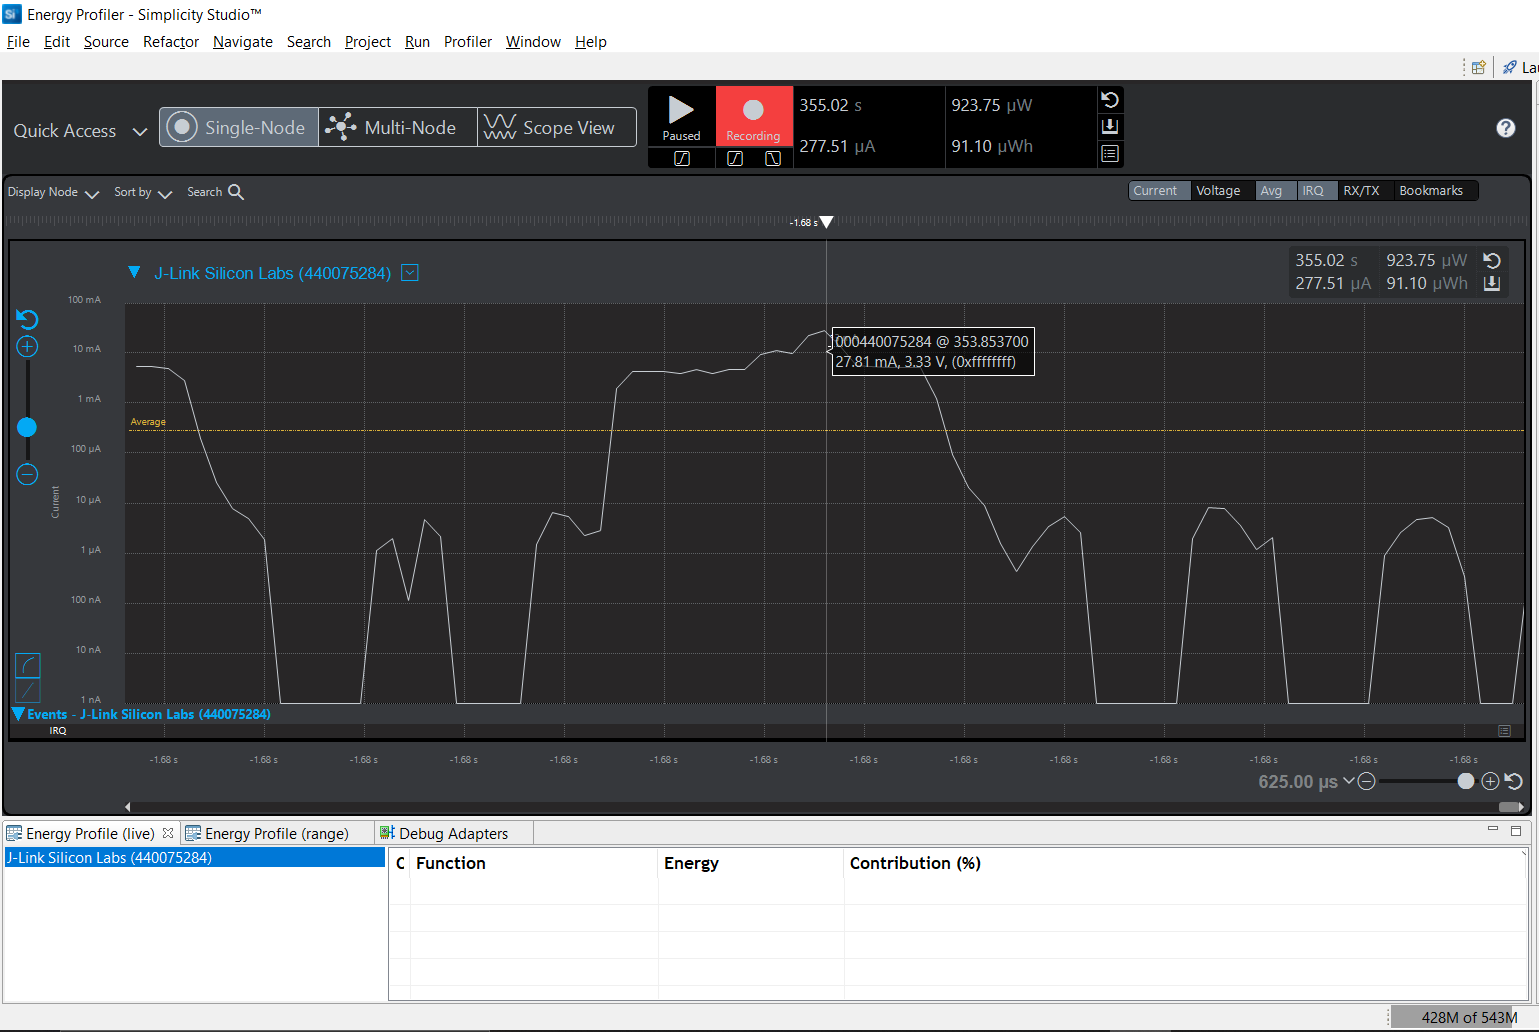 Energy Profiler - Simplicity Studio™
File Edit Source Refactor Navigate Search Project Run Profiler Window Help
Quick Access
Single-Node
Multi-Node
Scope View
Paused
Recording
355.02 s
923.75 µW
277.51 µA
91.10 µWh
Display Node
Sort by
Search
Current Voltage Avg IRQ RX/TX Bookmarks
-1.68 s
J-Link Silicon Labs (440075284)
355.02 s 923.75 µW
277.51 µA 91.10 µWh
100 mA
10 mA
1 mA
100 µA
10 µA
1 µA
100 nA
10 nA
1 nA
Current
Average
000440075284 @ 353.853700
27.81 mA, 3.33 V, (0xffffffff)
Events - J-Link Silicon Labs (440075284)
IRQ
-1.68 s -1.68 s -1.68 s -1.68 s -1.68 s -1.68 s -1.68 s -1.68 s -1.68 s -1.68 s -1.68 s -1.68 s -1.68 s -1.68 s
625.00 µs
Energy Profile (live)
Energy Profile (range)
Debug Adapters
J-Link Silicon Labs (440075284)
C Function Energy Contribution (%)
428M of 543M